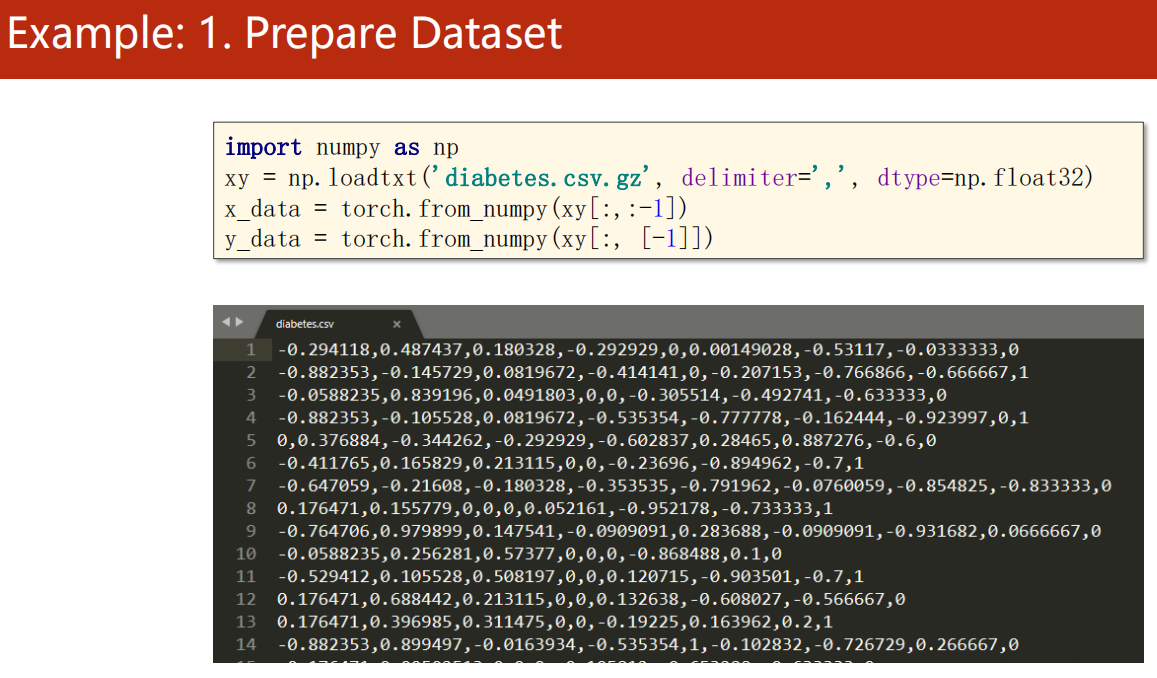 Example: 1. Prepare Dataset
import numpy as np
xy = np.loadtxt('diabetes.csv.gz', delimiter=',', dtype=np.float32)
x_data = torch.from_numpy(xy[:,:-1])
y_data = torch.from_numpy(xy[:, [-1]])
diabetes.csv ×
1 -0.294118,0.487437,0.180328,-0.292929,0,0.00149028,-0.53117,-0.0333333,0
2 -0.882353,-0.145729,0.0819672,-0.414141,0,-0.207153,-0.766866,-0.666667,1
3 -0.0588235,0.839196,0.0491803,0,0,-0.305514,-0.492741,-0.633333,0
4 -0.882353,-0.105528,0.0819672,-0.535354,-0.777778,-0.162444,-0.923997,0,1
5 0,0.376884,-0.344262,-0.292929,-0.602837,0.28465,0.887276,-0.6,0
6 -0.411765,0.165829,0.213115,0,0,-0.23696,-0.894962,-0.7,1
7 -0.647059,-0.21608,-0.180328,-0.353535,-0.791962,-0.0760059,-0.854825,-0.833333,0
8 0.176471,0.155779,0,0,0,0.052161,-0.952178,-0.733333,1
9 -0.764706,0.979899,0.147541,-0.0909091,0.283688,-0.0909091,-0.931682,0.0666667,0
10 -0.0588235,0.256281,0.57377,0,0,0,-0.868488,0.1,0
11 -0.529412,0.105528,0.508197,0,0,0.120715,-0.903501,-0.7,1
12 0.176471,0.688442,0.213115,0,0,0.132638,-0.608027,-0.566667,0
13 0.176471,0.396985,0.311475,0,0,-0.19225,0.163962,0.2,1
14 -0.882353,0.899497,-0.0163934,-0.535354,1,-0.102832,-0.726729,0.266667,0